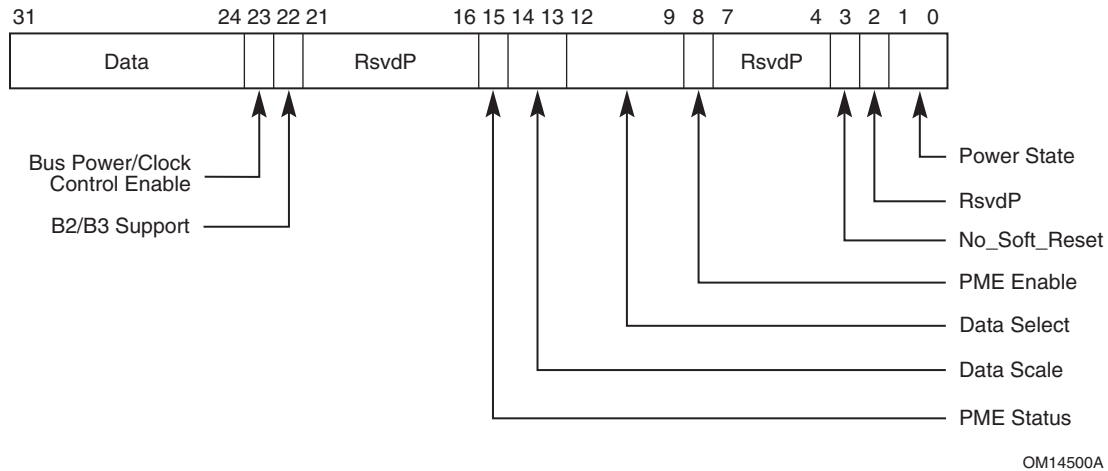 31 24 23 22 21 16 15 14 13 12 9 8 7 4 3 2 1 0
Data RsvdP RsvdP
Bus Power/Clock
Control Enable
B2/B3 Support
Power State
RsvdP
No_Soft_Reset
PME Enable
Data Select
Data Scale
PME Status
OM14500A